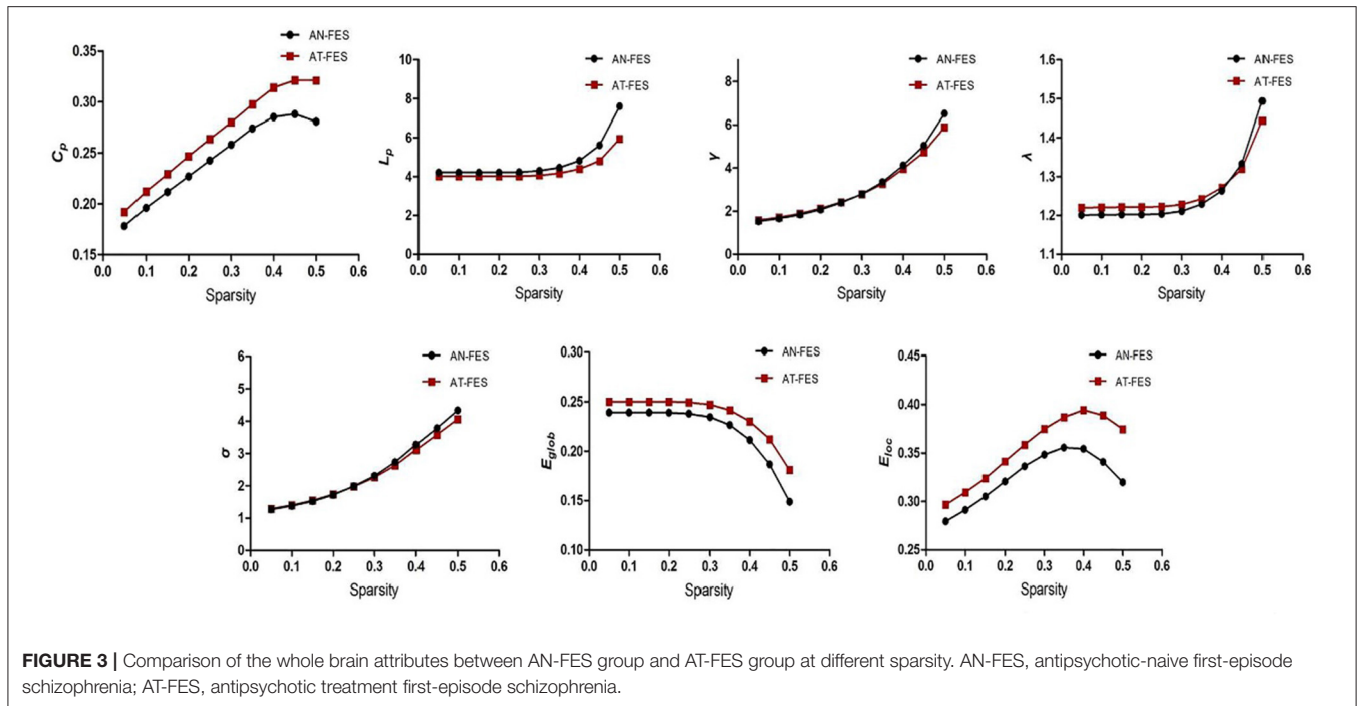 AN-FES
AT-FES
0.35
0.30
0.25
0.20
0.15
Cp
0.0 0.1 0.2 0.3 0.4 0.5 0.6
Sparsity
AN-FES
AT-FES
10
8
6
4
2
0
Lp
0.0 0.1 0.2 0.3 0.4 0.5 0.6
Sparsity
AN-FES
AT-FES
8
6
4
2
0
γ
0.0 0.1 0.2 0.3 0.4 0.5 0.6
Sparsity
AN-FES
AT-FES
1.6
1.5
1.4
1.3
1.2
1.1
λ
0.0 0.1 0.2 0.3 0.4 0.5 0.6
Sparsity
AN-FES
AT-FES
6
5
4
3
2
1
0
σ
0.0 0.1 0.2 0.3 0.4 0.5 0.6
Sparsity
AN-FES
AT-FES
0.30
0.25
0.20
0.15
0.10
Eglob
0.0 0.1 0.2 0.3 0.4 0.5 0.6
Sparsity
AN-FES
AT-FES
0.45
0.40
0.35
0.30
0.25
Eloc
0.0 0.1 0.2 0.3 0.4 0.5 0.6
Sparsity
FIGURE 3 | Comparison of the whole brain attributes between AN-FES group and AT-FES group at different sparsity. AN-FES, antipsychotic-naive first-episode
schizophrenia; AT-FES, antipsychotic treatment first-episode schizophrenia.